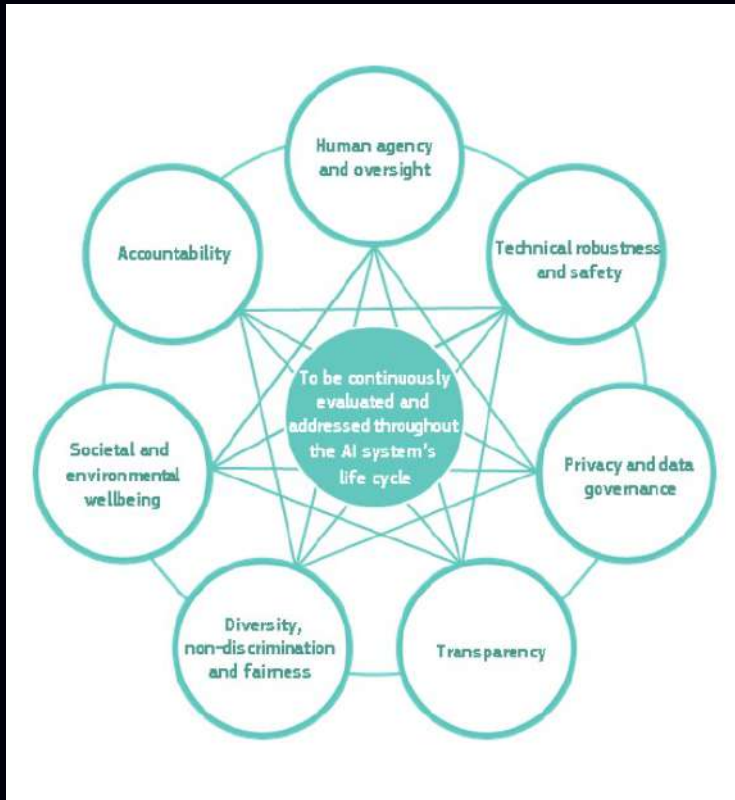 Human agency
and oversight
Technical robustness
and safety
Privacy and data
governance
Transparency
Diversity,
non-discrimination
and fairness
Societal and
environmental
wellbeing
Accountability
To be continuously
evaluated and
addressed throughout
the AI system's
life cycle